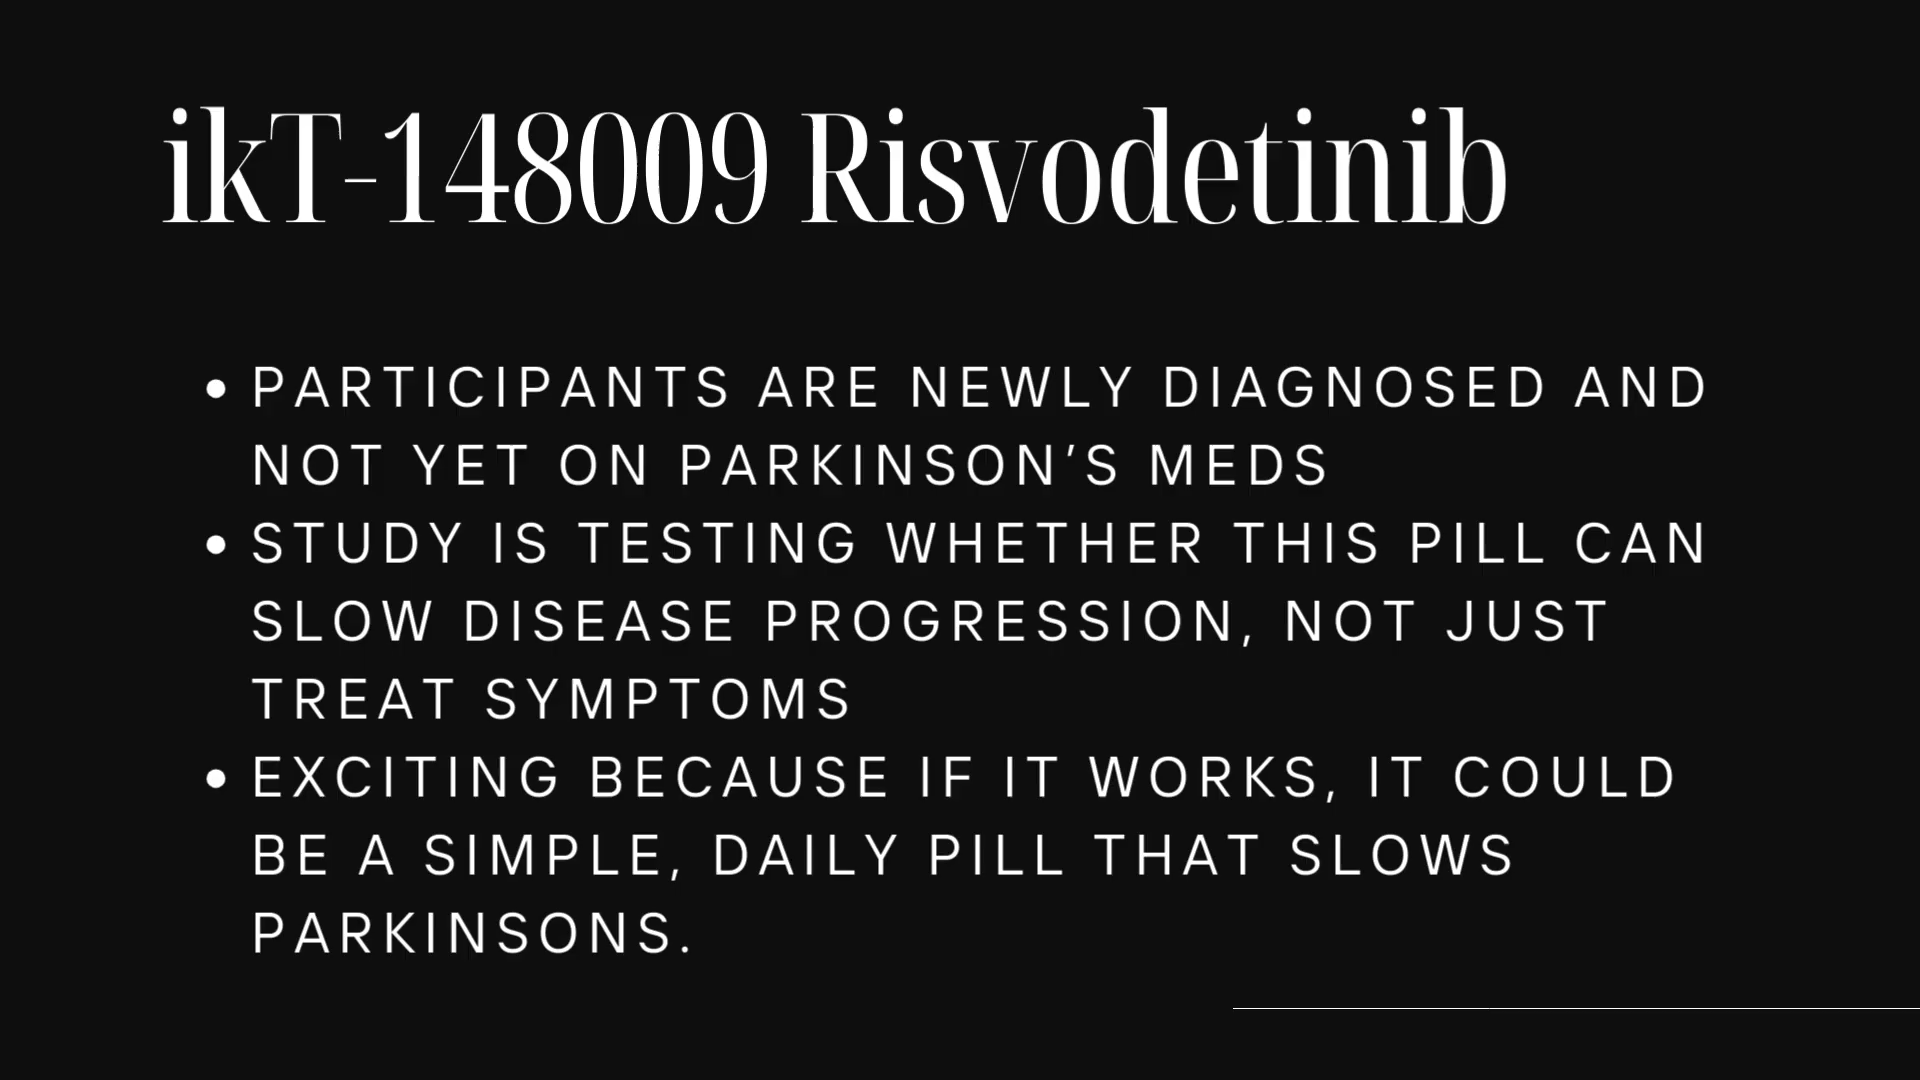 ikT-148009 Risvodetinib
• PARTICIPANTS ARE NEWLY DIAGNOSED AND
NOT YET ON PARKINSON’S MEDS
• STUDY IS TESTING WHETHER THIS PILL CAN
SLOW DISEASE PROGRESSION, NOT JUST
TREAT SYMPTOMS
• EXCITING BECAUSE IF IT WORKS, IT COULD
BE A SIMPLE, DAILY PILL THAT SLOWS
PARKINSONS.